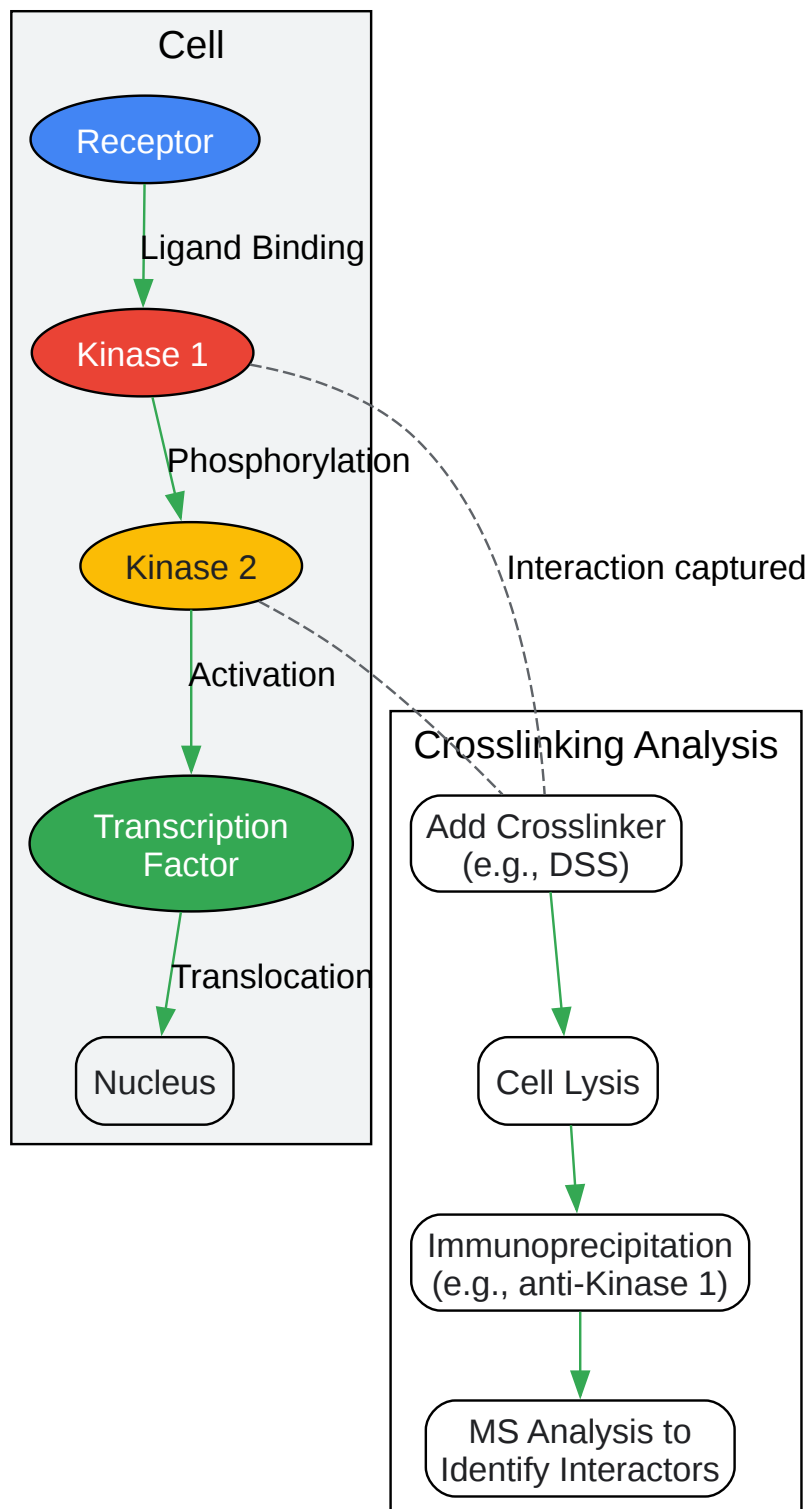 Cell
Receptor
Ligand Binding
Kinase 1
Phosphorylation
Kinase 2
Interaction captured
Activation
Crosslinking Analysis
Transcription
Factor
Add Crosslinker
(e.g., DSS)
Translocation
Nucleus
Cell Lysis
Immunoprecipitation
(e.g., anti-Kinase 1)
MS Analysis to
Identify Interactors